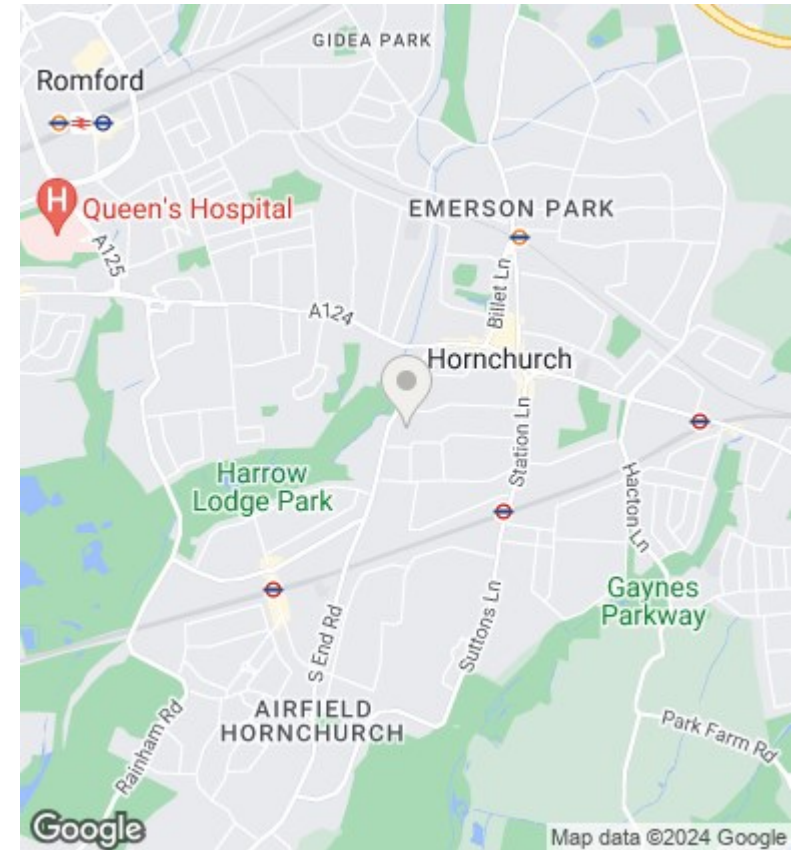 GIDEA PARK
Romford
H
Queen's Hospital
A125
EMERSON PARK
Billet Ln
A124
Hornchurch
Station Ln
Harrow
Lodge Park
Hacton Ln
Gaynes
Parkway
S End Rd
Suttons Ln
AIRFIELD
HORNCHURCH
Rainham Rd
Park Farm Rd
Google
Map data ©2024 Google